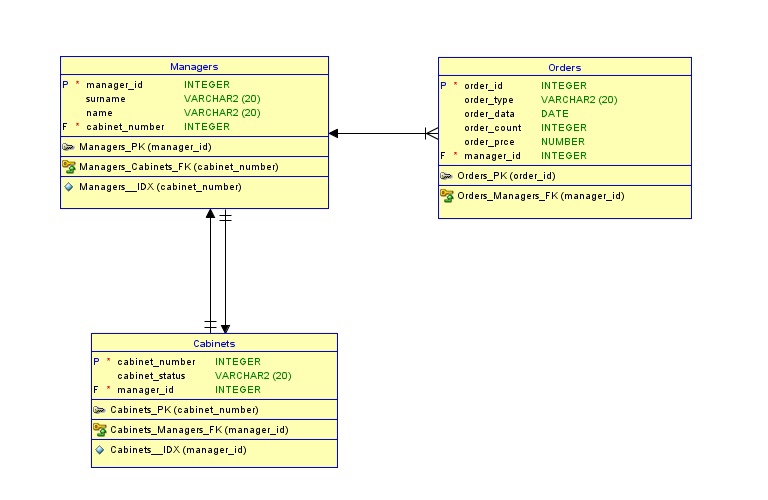 Managers
P * manager_id INTEGER
surname VARCHAR2 (20)
name VARCHAR2 (20)
F * cabinet_number INTEGER
Managers_PK (manager_id)
Managers_Cabinets_FK (cabinet_number)
Managers__IDX (cabinet_number)
Orders
P * order_id INTEGER
order_type VARCHAR2 (20)
order_data DATE
order_count INTEGER
order_prce NUMBER
F * manager_id INTEGER
Orders_PK (order_id)
Orders_Managers_FK (manager_id)
Cabinets
P * cabinet_number INTEGER
cabinet_status VARCHAR2 (20)
F * manager_id INTEGER
Cabinets_PK (cabinet_number)
Cabinets_Managers_FK (manager_id)
Cabinets__IDX (manager_id)